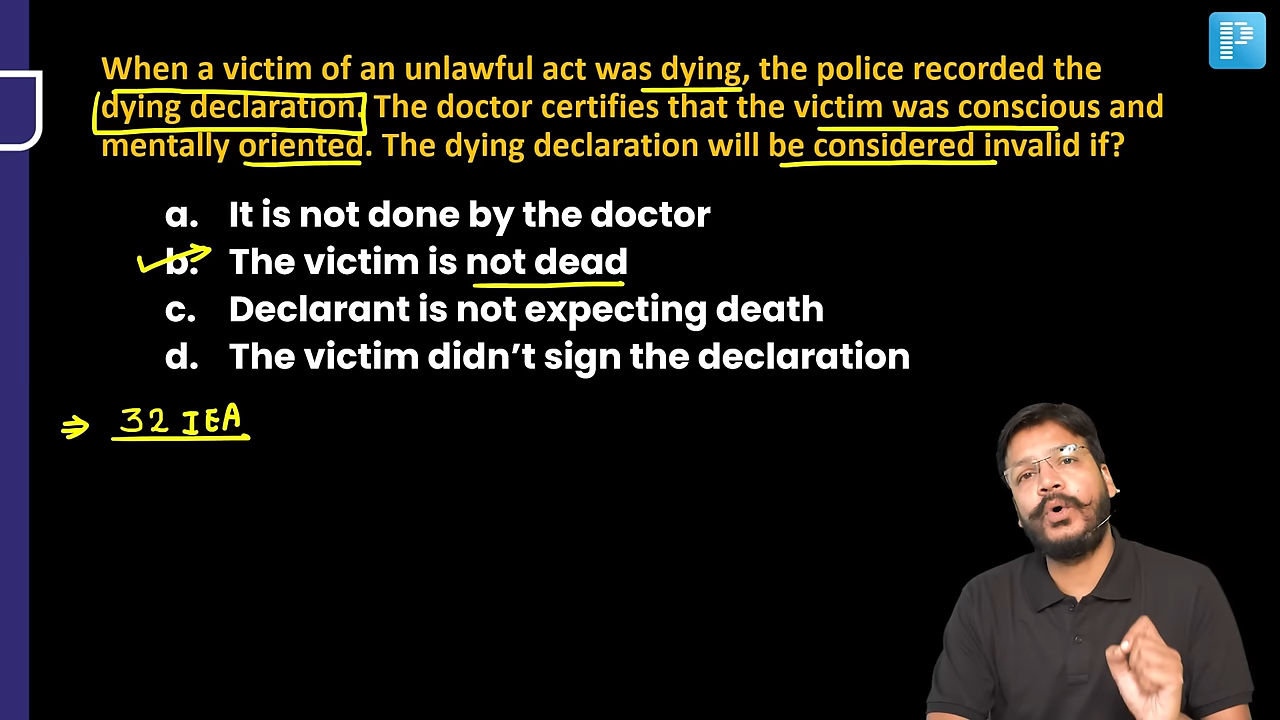 When a victim of an unlawful act was dying, the police recorded the
dying declaration. The doctor certifies that the victim was conscious and
mentally oriented. The dying declaration will be considered invalid if?
a. It is not done by the doctor
b. The victim is not dead
c. Declarant is not expecting death
d. The victim didn’t sign the declaration
⇒ 32 IEA